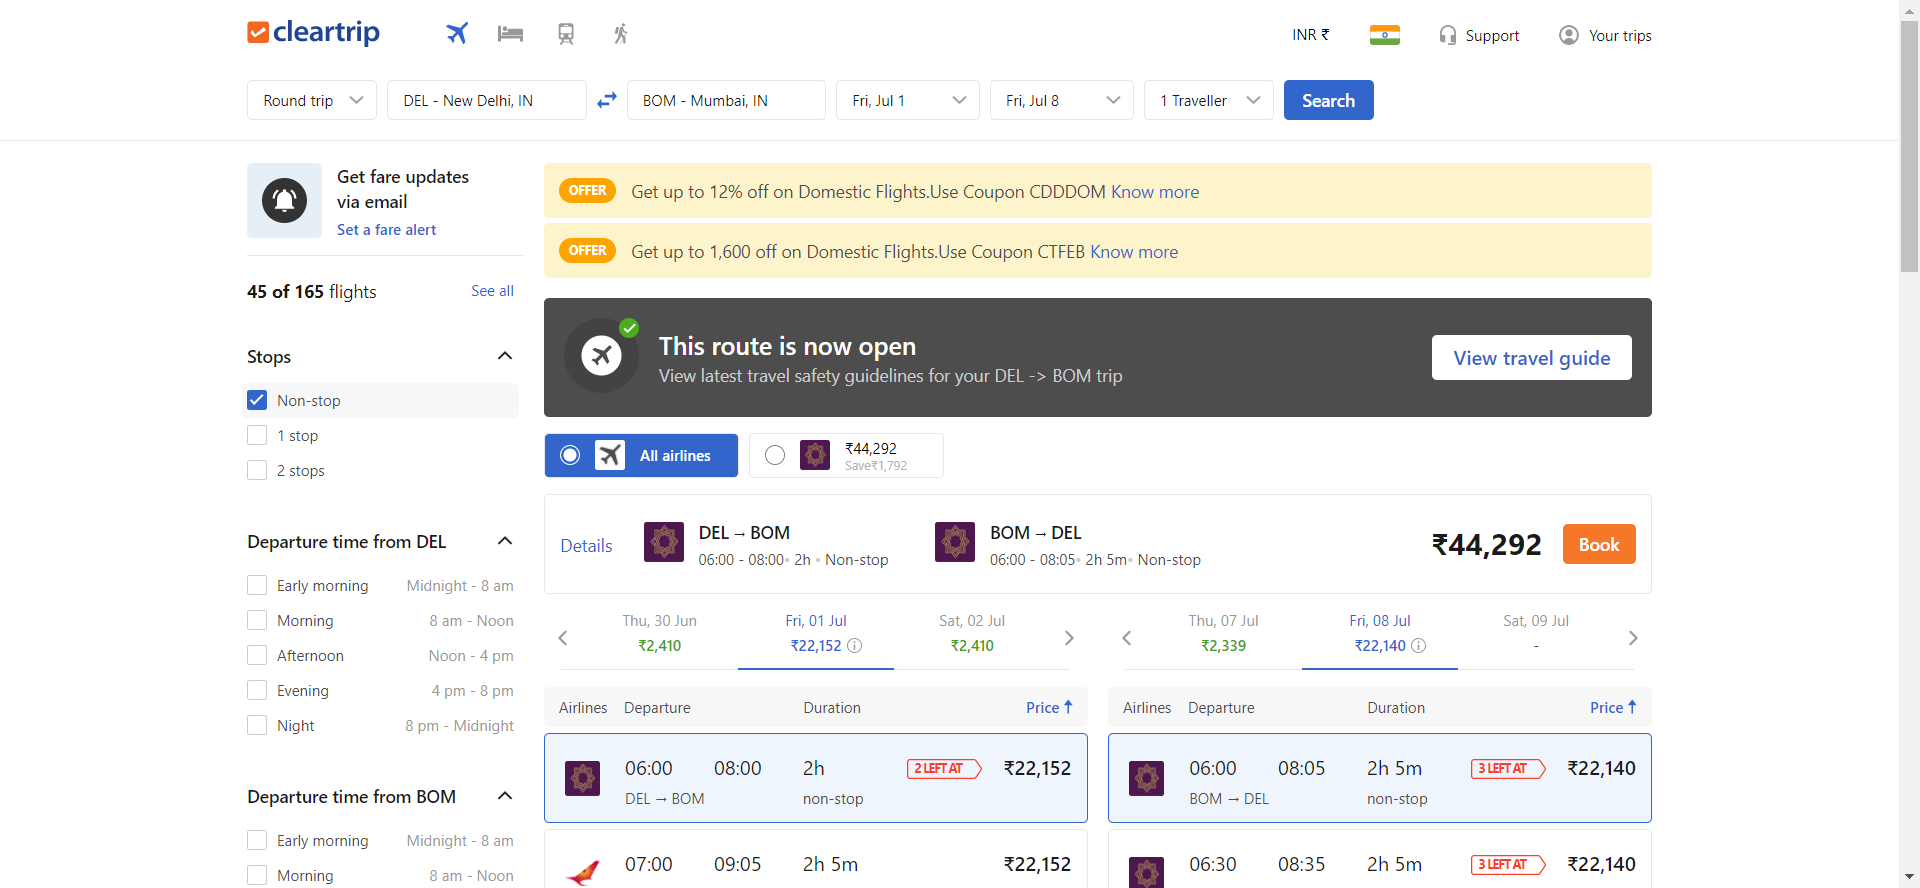 cleartrip
INR ₹
Support
Your trips
Round trip
DEL - New Delhi, IN
BOM - Mumbai, IN
Fri, Jul 1
Fri, Jul 8
1 Traveller
Search
Get fare updates
via email
Set a fare alert
45 of 165 flights
See all
Stops
Non-stop
1 stop
2 stops
Departure time from DEL
Early morning Midnight - 8 am
Morning 8 am - Noon
Afternoon Noon - 4 pm
Evening 4 pm - 8 pm
Night 8 pm - Midnight
Departure time from BOM
Early morning Midnight - 8 am
Morning 8 am - Noon
OFFER Get up to 12% off on Domestic Flights.Use Coupon CDDDOM Know more
OFFER Get up to 1,600 off on Domestic Flights.Use Coupon CTFEB Know more
This route is now open
View latest travel safety guidelines for your DEL -> BOM trip
View travel guide
All airlines
₹44,292
Save₹1,792
Details
DEL → BOM
06:00 - 08:00• 2h • Non-stop
BOM → DEL
06:00 - 08:05• 2h 5m• Non-stop
₹44,292
Book
Thu, 30 Jun
₹2,410
Fri, 01 Jul
₹22,152
Sat, 02 Jul
₹2,410
Thu, 07 Jul
₹2,339
Fri, 08 Jul
₹22,140
Sat, 09 Jul
-
Airlines Departure Duration Price
06:00 08:00 2h 2 LEFT AT ₹22,152
DEL → BOM non-stop
07:00 09:05 2h 5m ₹22,152
Airlines Departure Duration Price
06:00 08:05 2h 5m 3 LEFT AT ₹22,140
BOM → DEL non-stop
06:30 08:35 2h 5m 3 LEFT AT ₹22,140